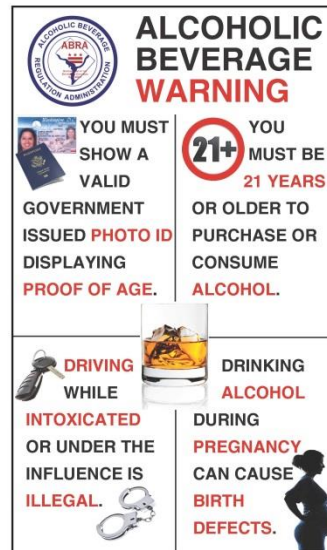 ALCOHOLIC BEVERAGE
REGULATION ADMINISTRATION
ABRA
ALCOHOLIC
BEVERAGE
WARNING
YOU MUST
SHOW A
VALID
GOVERNMENT
ISSUED PHOTO ID
DISPLAYING
PROOF OF AGE.
21+
YOU
MUST BE
21 YEARS
OR OLDER TO
PURCHASE OR
CONSUME
ALCOHOL.
DRIVING
WHILE
INTOXICATED
OR UNDER THE
INFLUENCE IS
ILLEGAL.
DRINKING
ALCOHOL
DURING
PREGNANCY
CAN CAUSE
BIRTH
DEFECTS.